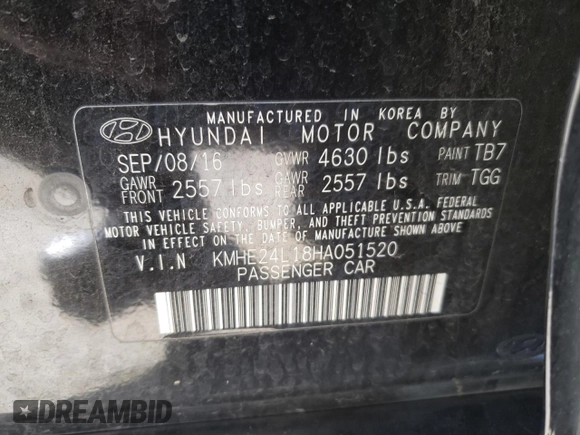 MANUFACTURED IN KOREA BY
HYUNDAI MOTOR COMPANY
SEP/08/16 GVWR 4630 lbs PAINT TB7
GAWR FRONT 2557 lbs GAWR REAR 2557 lbs TRIM TGG
THIS VEHICLE CONFORMS TO ALL APPLICABLE U.S.A. FEDERAL
MOTOR VEHICLE SAFETY, BUMPER, AND THEFT PREVENTION STANDARDS
IN EFFECT ON THE DATE OF MANUFACTURE SHOWN ABOVE.
V.I.N KMHE24L18HA051520
PASSENGER CAR
DREAMBID